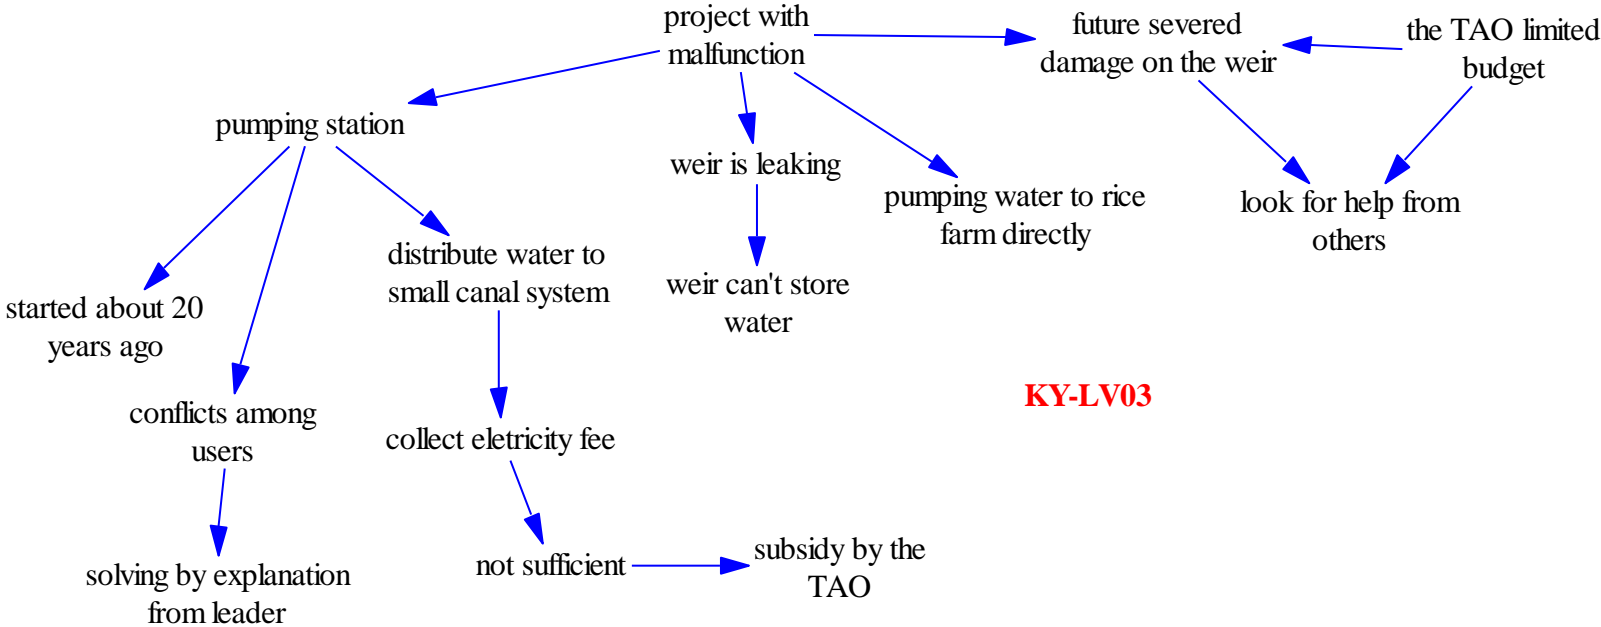 project with
malfunction
future severed
damage on the weir
the TAO limited
budget
pumping station
weir is leaking
pumping water to rice
farm directly
look for help from
others
distribute water to
small canal system
weir can't store
water
started about 20
years ago
KY-LV03
conflicts among
users
collect eletricity fee
not sufficient
subsidy by the
TAO
solving by explanation
from leader